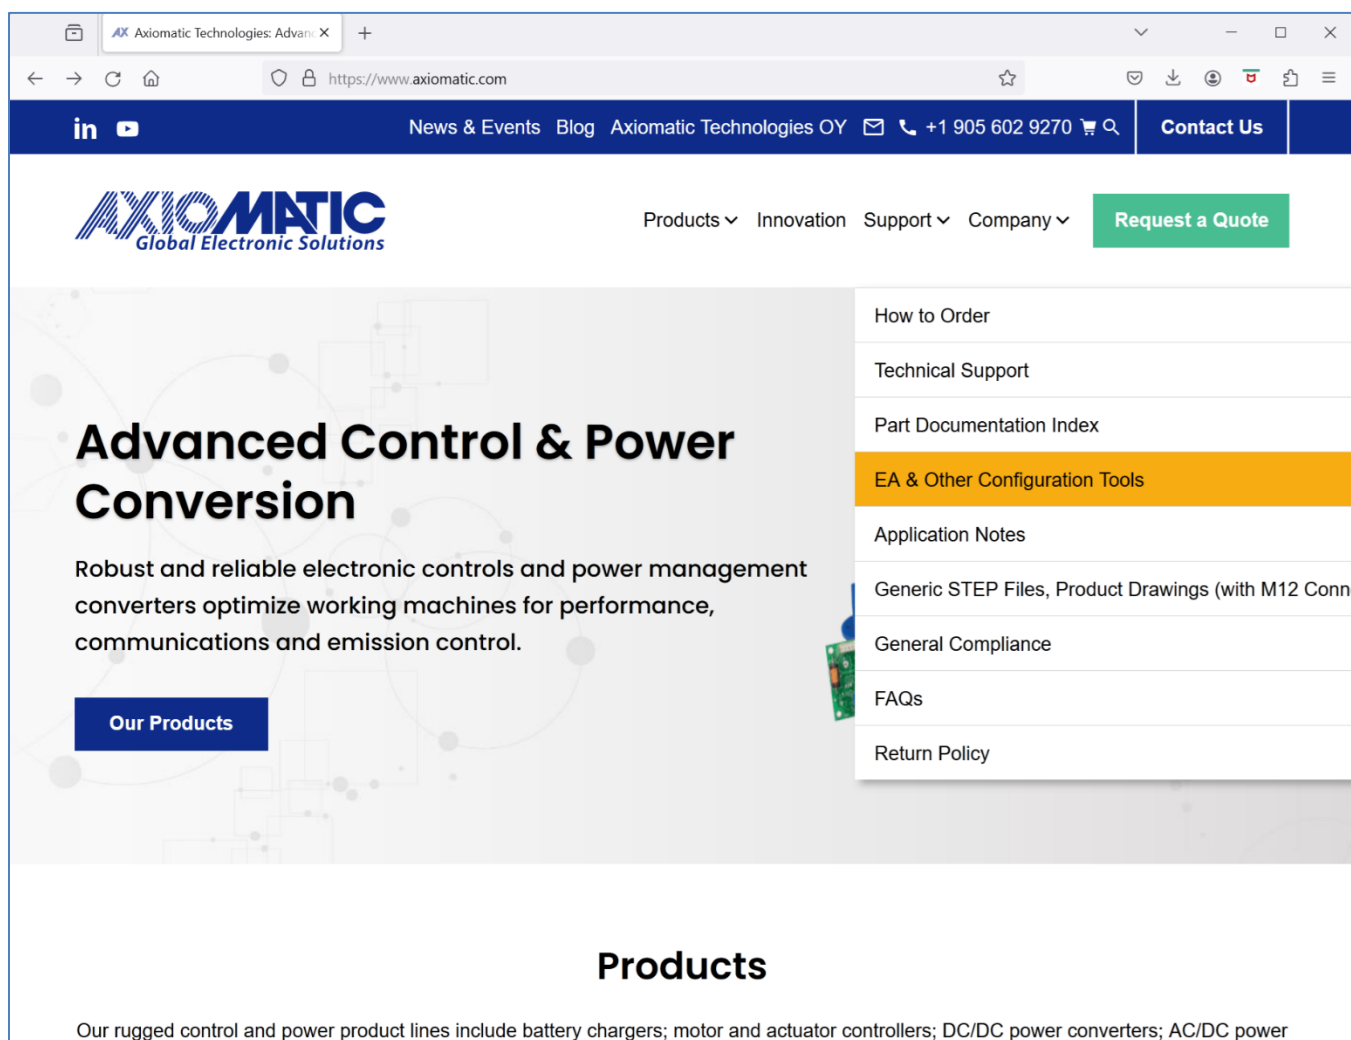 Axiomatic Technologies: Advanc
https://www.axiomatic.com
in
News & Events Blog Axiomatic Technologies OY +1 905 602 9270 Contact Us
AXIOMATIC
Global Electronic Solutions
Products Innovation Support Company Request a Quote
How to Order
Technical Support
Part Documentation Index
EA & Other Configuration Tools
Application Notes
Generic STEP Files, Product Drawings (with M12 Conn
General Compliance
FAQs
Return Policy
Advanced Control & Power
Conversion
Robust and reliable electronic controls and power management
converters optimize working machines for performance,
communications and emission control.
Our Products
Products
Our rugged control and power product lines include battery chargers; motor and actuator controllers; DC/DC power converters; AC/DC power